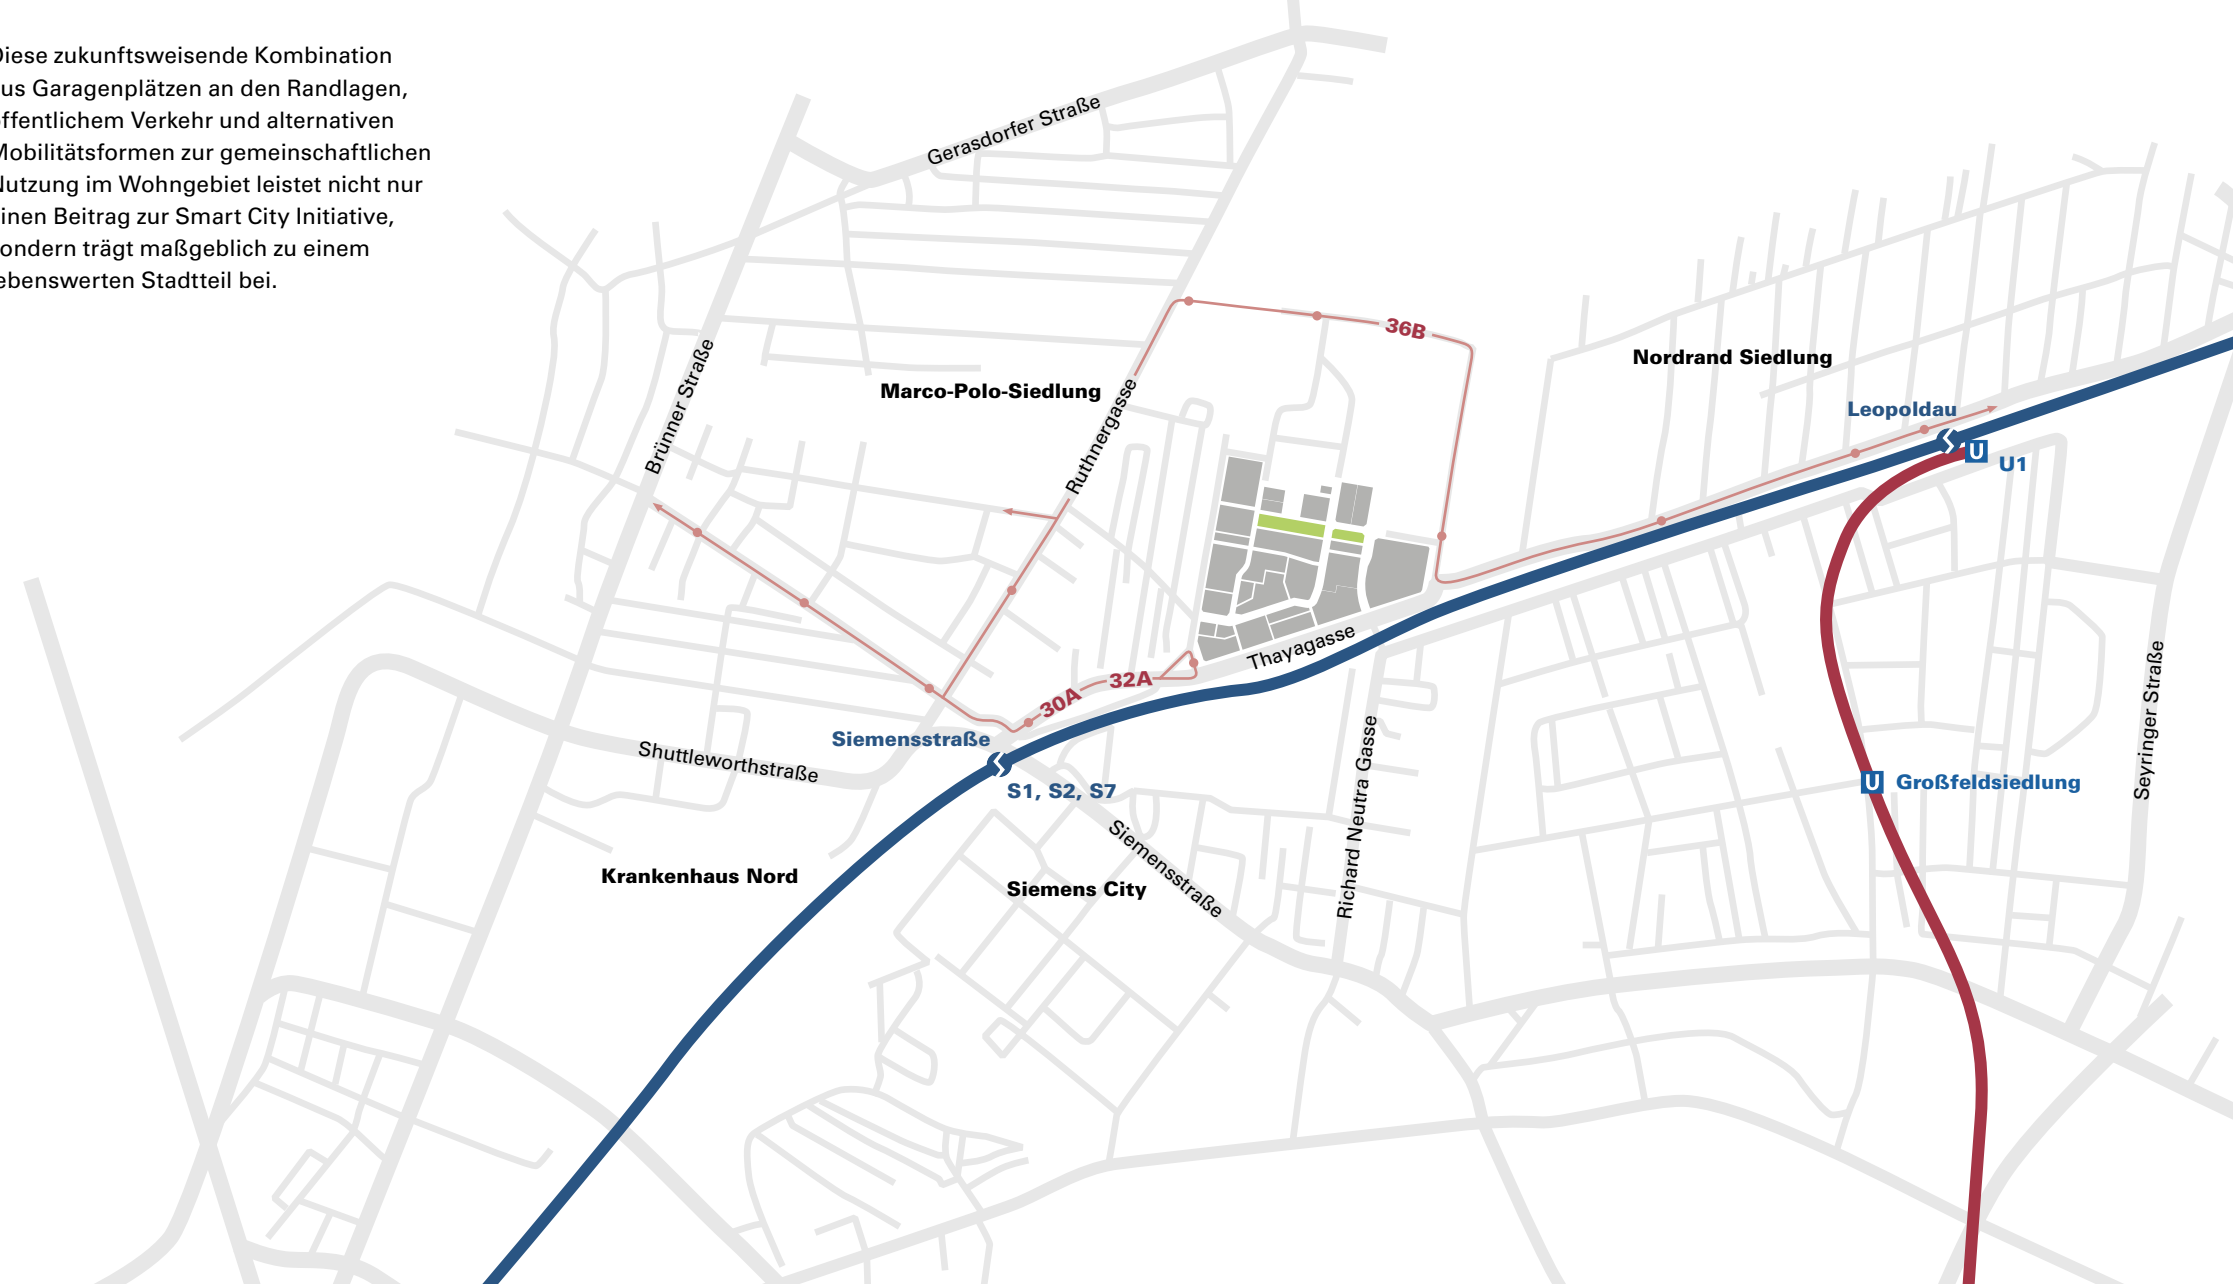 Diese zukunftsweisende Kombination
us Garagenplätzen an den Randlagen,
ffentlichem Verkehr und alternativen
Mobilitätsformen zur gemeinschaftlichen
Nutzung im Wohngebiet leistet nicht nur
inen Beitrag zur Smart City Initiative,
ondern trägt maßgeblich zu einem
ebenswerten Stadtteil bei.
Gerasdorfer Straße
36B
Nordrand Siedlung
Brünner Straße
Marco-Polo-Siedlung
Ruthnergasse
Leopoldau
U
U1
Thayagasse
32A
30A
Siemensstraße
Shuttleworthstraße
S1, S2, S7
Richard Neutra Gasse
Seyringer Straße
U Großfeldsiedlung
Siemensstraße
Krankenhaus Nord
Siemens City